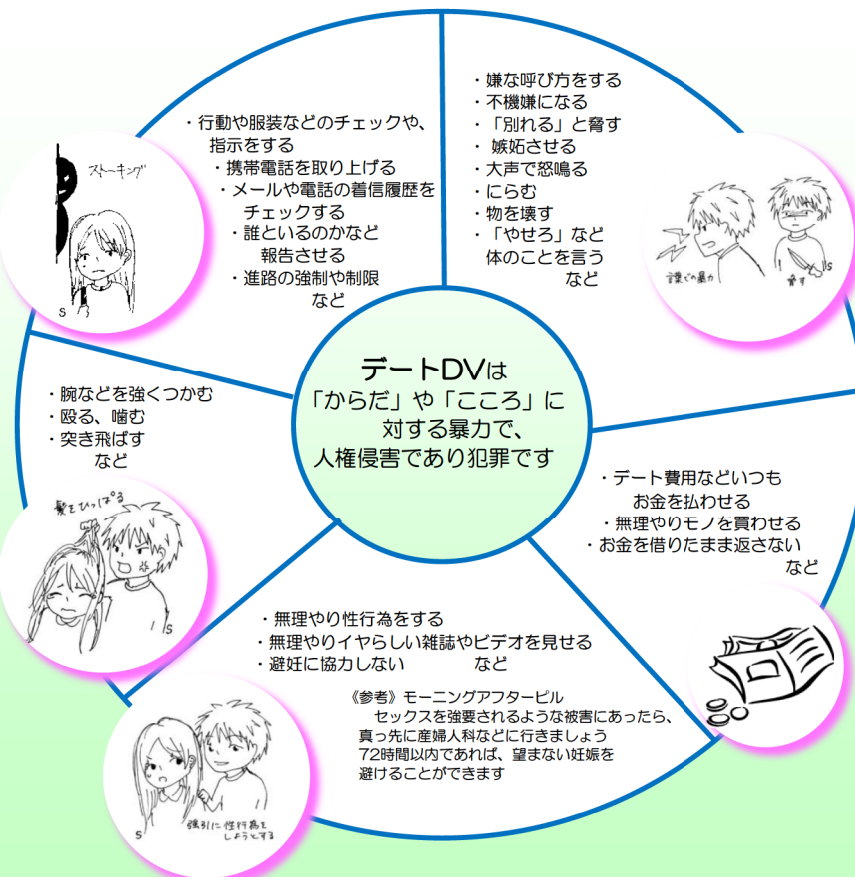 ・行動や服装などのチェックや、
指示をする
・携帯電話を取り上げる
・メールや電話の着信履歴を
チェックする
・誰といるのかなど
報告させる
・進路の強制や制限
など
ストーキング
S
・嫌な呼び方をする
・不機嫌になる
・「別れる」と脅す
・ 嫉妬させる
・大声で怒鳴る
・にらむ
・物を壊す
・「やせろ」など
体のことを言う
など
言葉での暴力
脅す
S
デートDVは
「からだ」や「こころ」に
対する暴力で、
人権侵害であり犯罪です
・腕などを強くつかむ
・殴る、噛む
・突き飛ばす
など
髪をひっぱる
S
・デート費用などいつも
お金を払わせる
・無理やりモノを買わせる
・お金を借りたまま返さない
など
・無理やり性行為をする
・無理やりイヤらしい雑誌やビデオを見せる
・避妊に協力しない　　　など
《参考》モーニングアフターピル
セックスを強要されるような被害にあったら、
真っ先に産婦人科などに行きましょう
72時間以内であれば、望まない妊娠を
避けることができます
強引に性行為を
しようとする
S